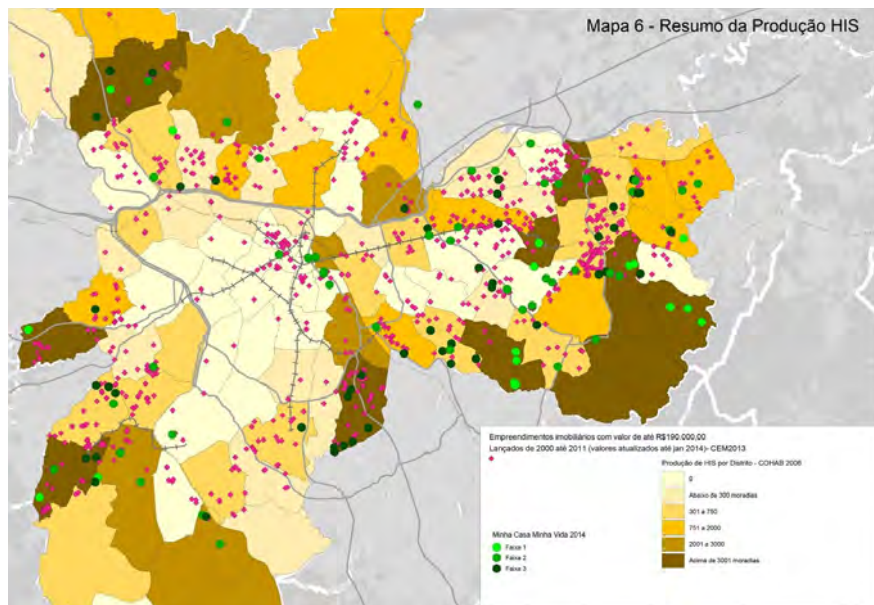 Mapa 6 - Resumo da Produção HIS
Empreendimentos imobiliários com valor de até R$190.000,00
Lançados de 2000 até 2011 (valores atualizados até jan 2014)- CEM2013
Produção de HIS por Distrito - COHAB 2008
0
Abaixo de 300 moradias
301 a 750
751 a 2000
2001 a 3000
Acima de 3001 moradias
Minha Casa Minha Vida 2014
Faixa 1
Faixa 2
Faixa 3